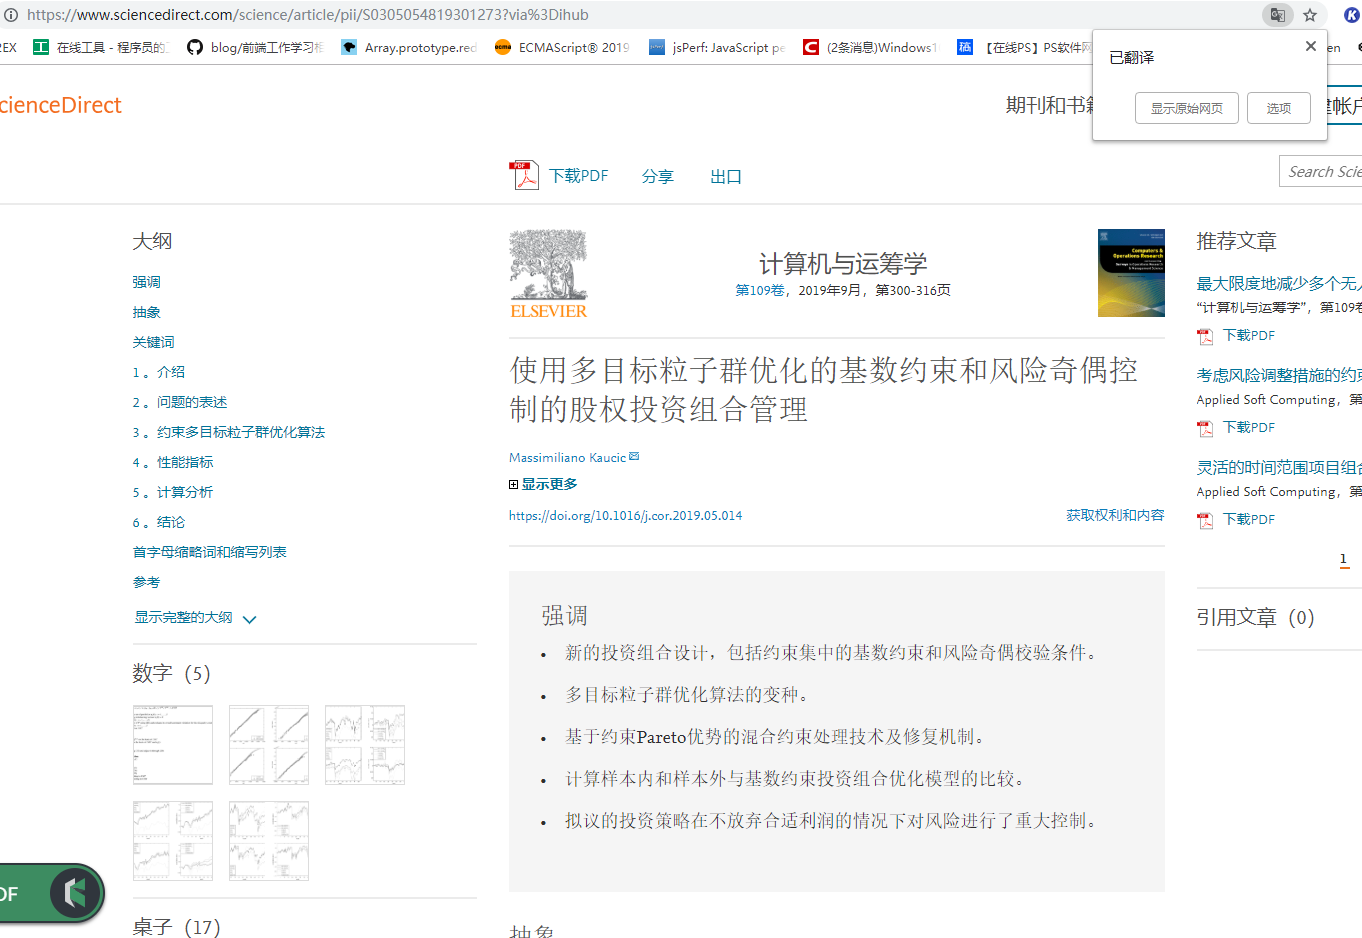 https://www.sciencedirect.com/science/article/pii/S0305054819301273?via%3Dihub
在线工具 - 程序员的工
blog/前端工作学习相
Array.prototype.red
ECMAScript® 2019
jsPerf: JavaScript pe
(2条消息)Windows1
【在线PS】PS软件网
en
已翻译
显示原始网页
选项
cienceDirect
期刊和书籍
帐户
下载PDF
分享
出口
Search Scie
大纲
强调
抽象
关键词
1 。介绍
2 。问题的表述
3 。约束多目标粒子群优化算法
4 。性能指标
5 。计算分析
6 。结论
首字母缩略词和缩写列表
参考
显示完整的大纲
数字（5）
桌子（17）
DF
ELSEVIER
计算机与运筹学
第109卷，2019年9月，第300-316页
Computers &
Operations Research
使用多目标粒子群优化的基数约束和风险奇偶控
制的股权投资组合管理
Massimiliano Kaucic
显示更多
https://doi.org/10.1016/j.cor.2019.05.014
获取权利和内容
强调
• 新的投资组合设计，包括约束集中的基数约束和风险奇偶校验条件。
• 多目标粒子群优化算法的变种。
• 基于约束Pareto优势的混合约束处理技术及修复机制。
• 计算样本内和样本外与基数约束投资组合优化模型的比较。
• 拟议的投资策略在不放弃合适利润的情况下对风险进行了重大控制。
抽象
推荐文章
最大限度地减少多个无人
“计算机与运筹学”，第109卷
下载PDF
考虑风险调整措施的约束
Applied Soft Computing，第
下载PDF
灵活的时间范围项目组合
Applied Soft Computing，第
下载PDF
1
引用文章（0）